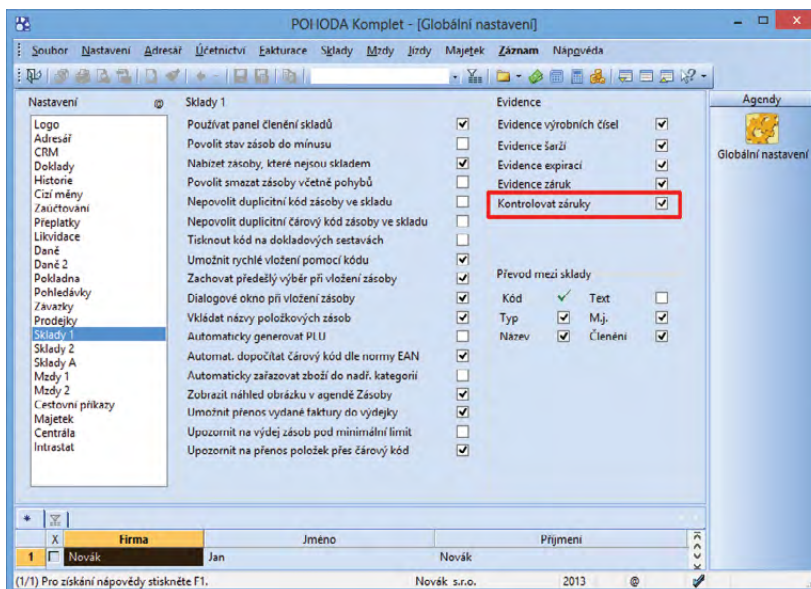 POHODA Komplet - [Globální nastavení]
Soubor Nastavení Adresář Účetnictví Fakturace Sklady Mzdy Jízdy Majetek Záznam Nápověda
Nastavení
Logo
Adresář
CRM
Doklady
Historie
Cizí měny
Zaúčtování
Přeplatky
Likvidace
Daně
Daně 2
Pokladna
Pohledávky
Závazky
Prodejky
Sklady 1
Sklady 2
Sklady A
Mzdy 1
Mzdy 2
Cestovní příkazy
Majetek
Centrála
Intrastat
Sklady 1
Používat panel členění skladů
Povolit stav zásob do mínusu
Nabízet zásoby, které nejsou skladem
Povolit smazat zásoby včetně pohybů
Nepovolit duplicitní kód zásoby ve skladu
Nepovolit duplicitní čárový kód zásoby ve skladu
Tisknout kód na dokladových sestavách
Umožnit rychlé vložení pomocí kódu
Zachovat předešlý výběr při vložení zásoby
Dialogové okno při vložení zásoby
Vkládat názvy položkových zásob
Automaticky generovat PLU
Automat. dopočítat čárový kód dle normy EAN
Automaticky zařazovat zboží do nadř. kategorií
Zobrazit náhled obrázku v agendě Zásoby
Umožnit přenos vydané faktury do výdejky
Upozornit na výdej zásob pod minimální limit
Upozornit na přenos položek přes čárový kód
Evidence
Evidence výrobních čísel
Evidence šarží
Evidence expirací
Evidence záruk
Kontrolovat záruky
Převod mezi sklady
Kód Text
Typ M.j.
Název Členění
Agendy
Globální nastavení
X Firma Jméno Příjmení
1 Novák Jan Novák
(1/1) Pro získání nápovědy stiskněte F1. Novák s.r.o. 2013 @